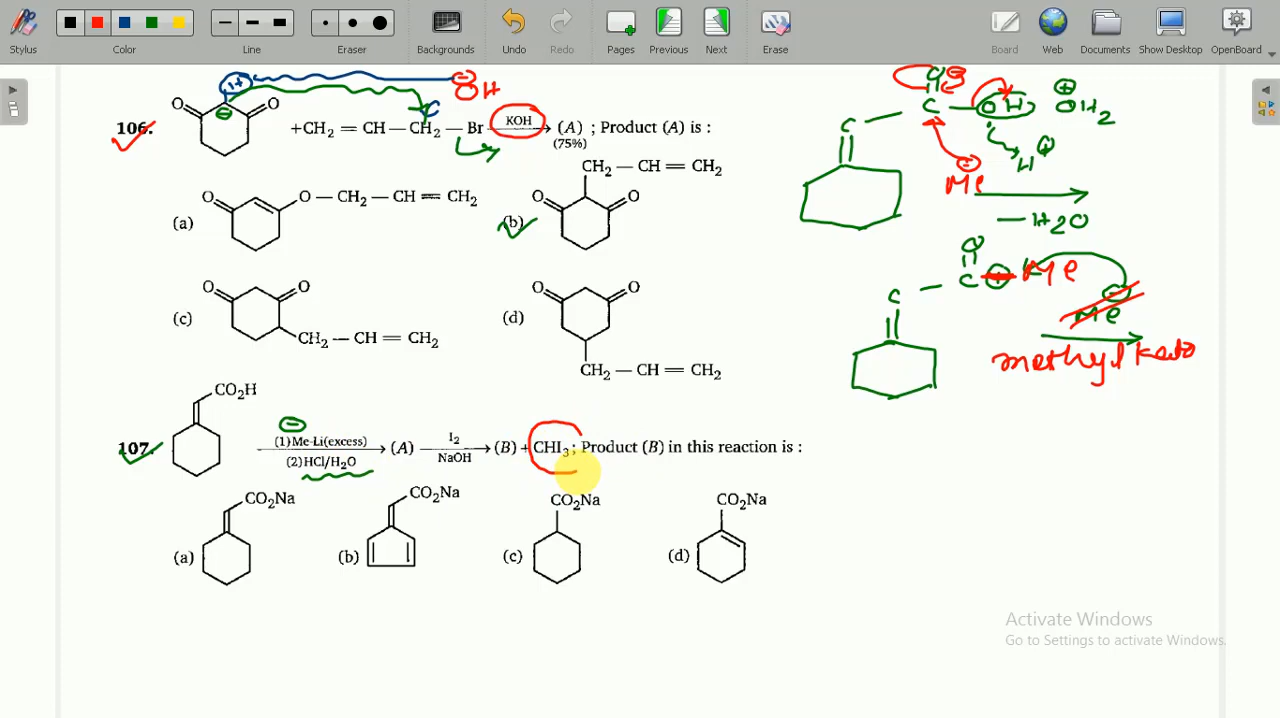 Stylus
Color
Line
Eraser
Backgrounds
Undo
Redo
Pages
Previous
Next
Erase
Board
Web
Documents
Show Desktop
OpenBoard
106.
O O H + ⊖ ⊖ OH C
+CH₂ = CH — CH₂ — Br KOH (A) ; Product (A) is :
(75%)
(a) O O — CH₂ — CH = CH₂
(b) O O CH₂ — CH = CH₂
(c) O O CH₂ — CH = CH₂
(d) O O CH₂ — CH = CH₂
107.
CO₂H
⊖
(1)Me-Li(excess)
(2)HCl/H₂O
(A) I₂ NaOH (B) + CHI₃; Product (B) in this reaction is :
(a) CO₂Na
(b) CO₂Na
(c) CO₂Na
(d) CO₂Na
C C OH ⊕ OH₂
⊖ Me H⊕
— H₂O
O
C C ⊕ Me ⊖
Me
methyl keto
Activate Windows
Go to Settings to activate Windows.